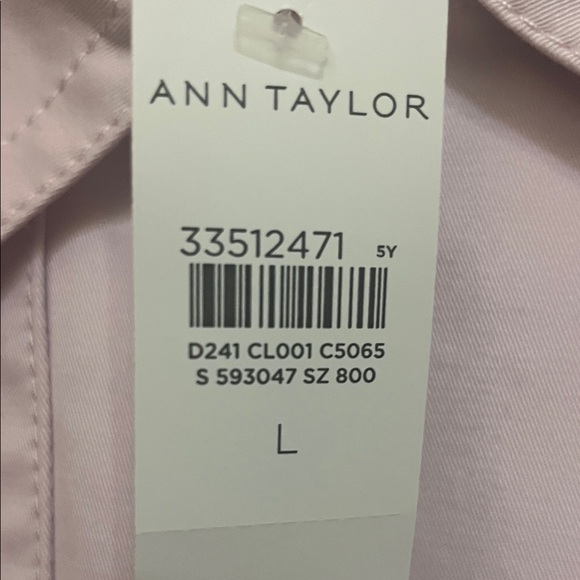 ANN TAYLOR
33512471 5Y
D241 CL001 C5065
S 593047 SZ 800
L